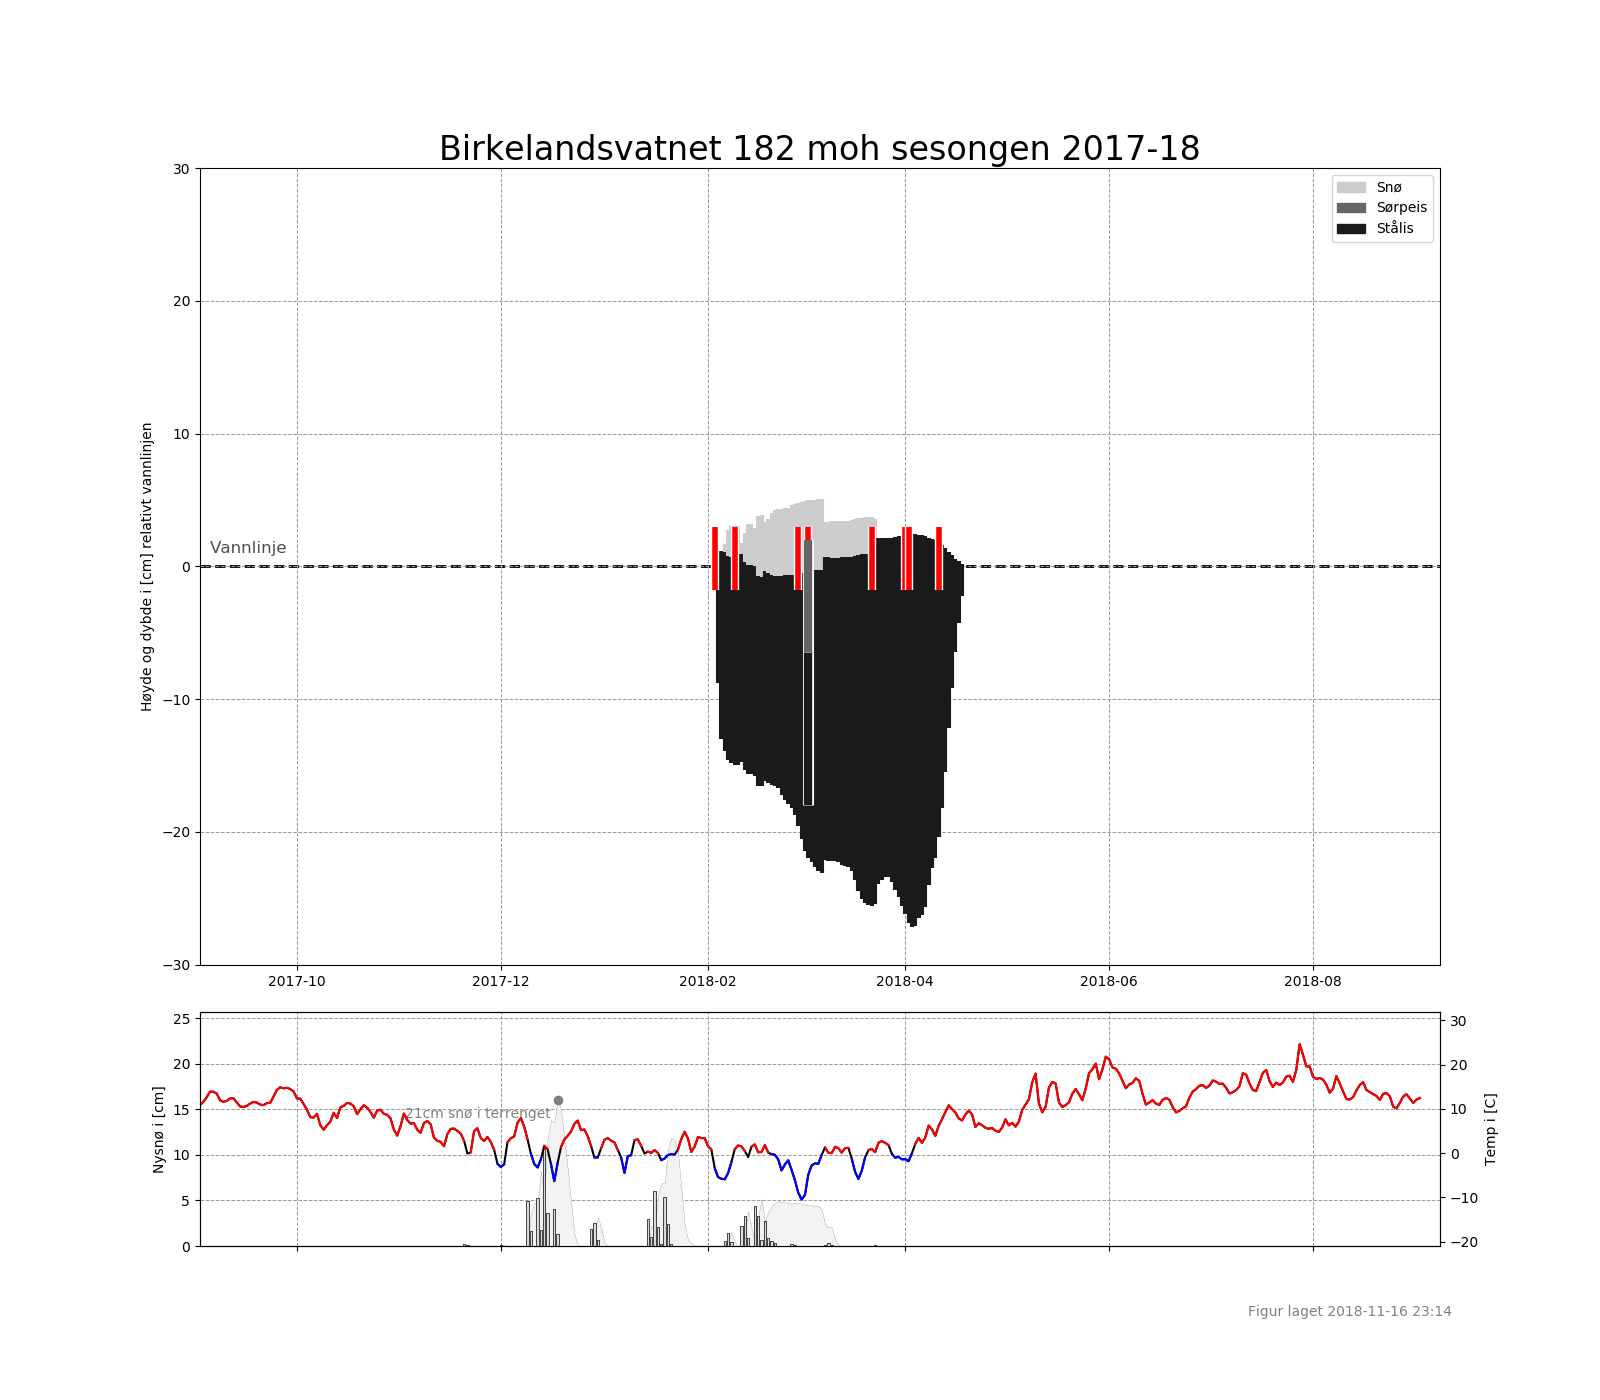 Birkelandsvatnet 182 moh sesongen 2017-18
30
20
10
0
−10
−20
−30
Høyde og dybde i [cm] relativt vannlinjen
Snø
Sørpeis
Stålis
Vannlinje
2017-10
2017-12
2018-02
2018-04
2018-06
2018-08
25
20
15
10
5
0
Nysnø i [cm]
21cm snø i terrenget
30
20
10
0
−10
−20
Temp i [C]
Figur laget 2018-11-16 23:14